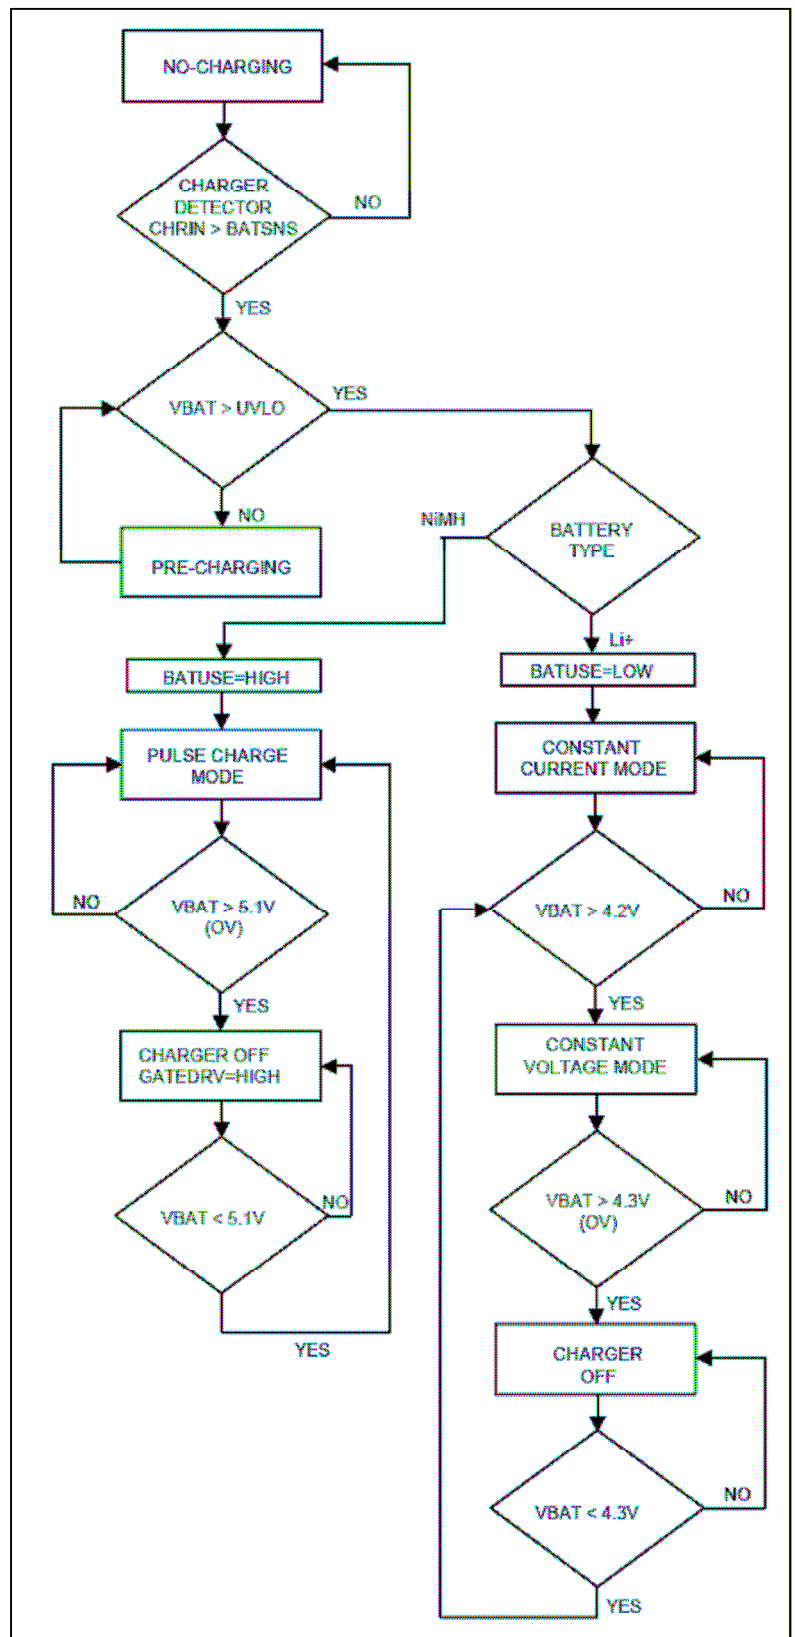 NO-CHARGING
CHARGER
DETECTOR
CHRIN > BATSNS
NO
YES
VBAT > UVLO
YES
NO
PRE-CHARGING
BATTERY
TYPE
NiMH
Li+
BATUSE=HIGH
BATUSE=LOW
PULSE CHARGE
MODE
CONSTANT
CURRENT MODE
VBAT > 5.1V
(OV)
NO
VBAT > 4.2V
NO
YES
YES
CHARGER OFF
GATEDRV=HIGH
CONSTANT
VOLTAGE MODE
VBAT < 5.1V
NO
YES
VBAT > 4.3V
(OV)
NO
YES
CHARGER
OFF
VBAT < 4.3V
NO
YES